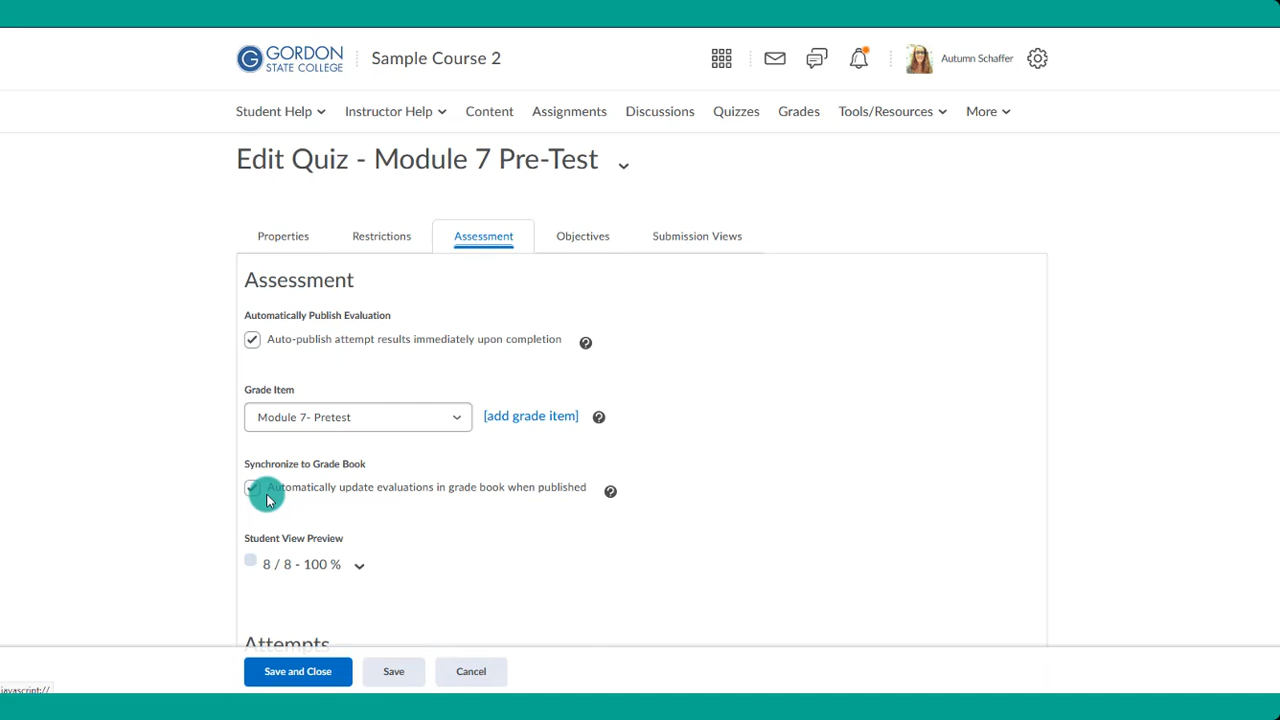 GORDON
STATE COLLEGE
Sample Course 2
Autumn Schaffer
Student Help
Instructor Help
Content
Assignments
Discussions
Quizzes
Grades
Tools/Resources
More
Edit Quiz - Module 7 Pre-Test
Properties
Restrictions
Assessment
Objectives
Submission Views
Assessment
Automatically Publish Evaluation
Auto-publish attempt results immediately upon completion
Grade Item
Module 7- Pretest
[add grade item]
Synchronize to Grade Book
Automatically update evaluations in grade book when published
Student View Preview
8 / 8 - 100 %
Attempts
Save and Close
Save
Cancel
javascript://